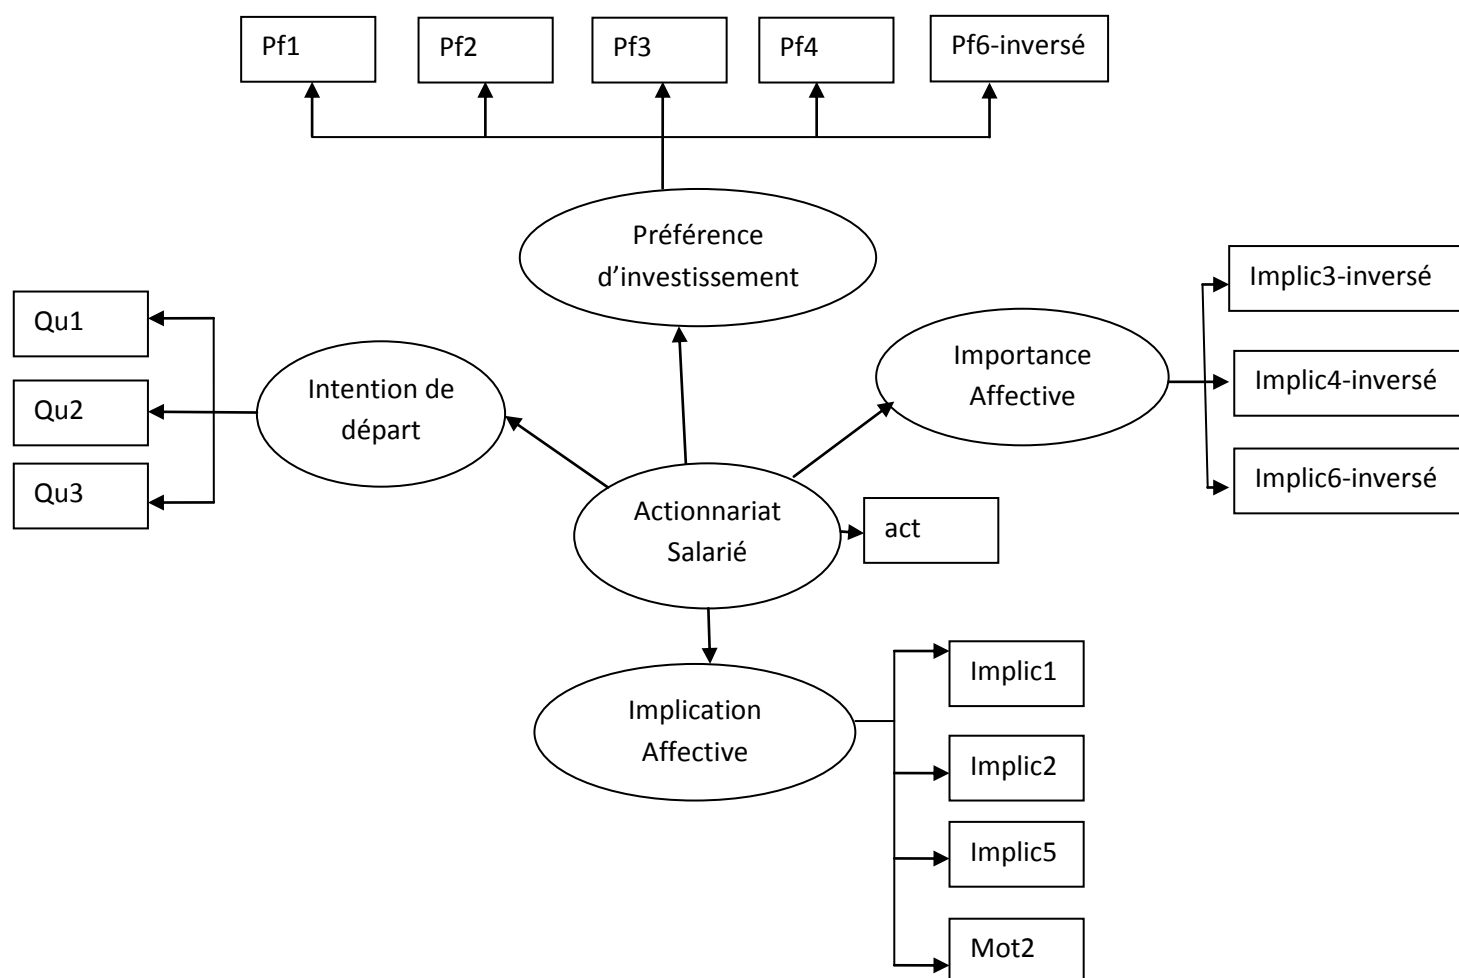 Pf1
Pf2
Pf3
Pf4
Pf6-inversé
Préférence
d’investissement
Implic3-inversé
Implic4-inversé
Implic6-inversé
Importance
Affective
Qu1
Qu2
Qu3
Intention de
départ
Actionnariat
Salarié
act
Implication
Affective
Implic1
Implic2
Implic5
Mot2